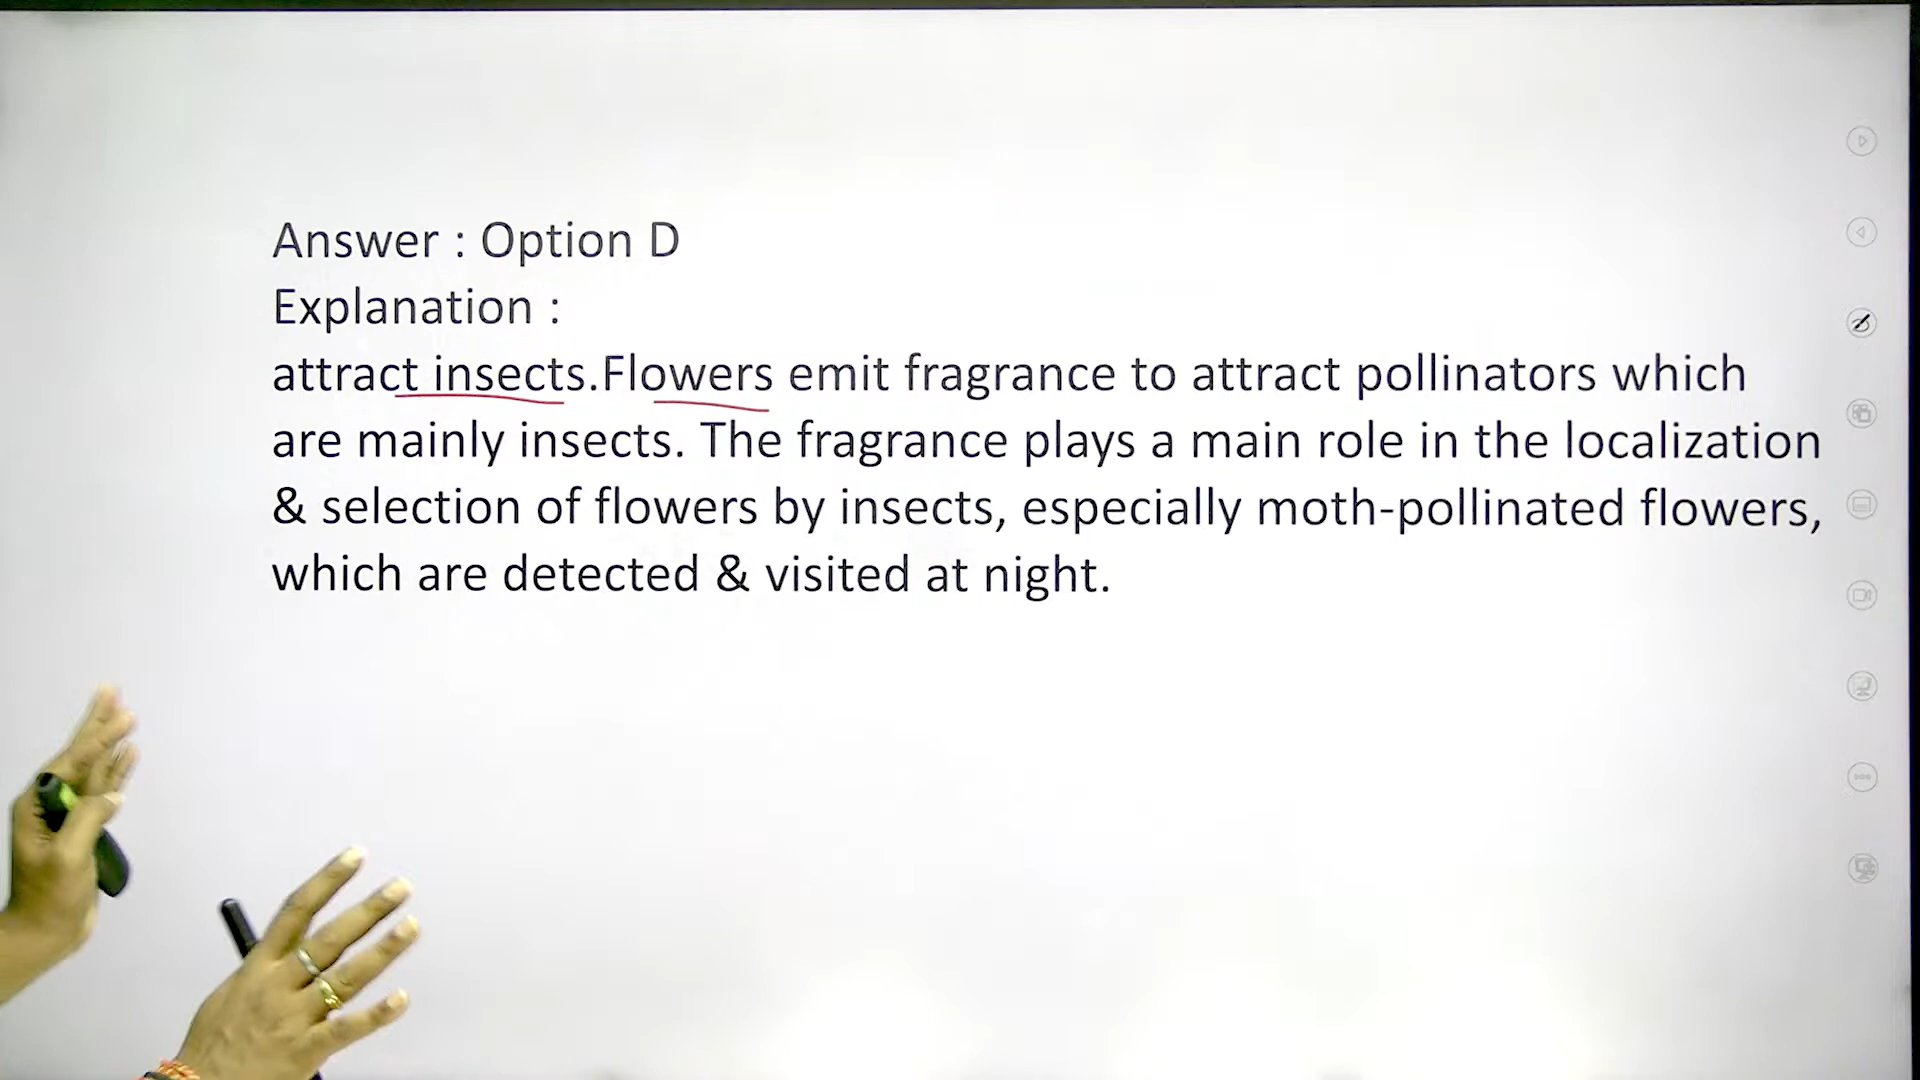 Answer : Option D
Explanation :
attract insects.Flowers emit fragrance to attract pollinators which
are mainly insects. The fragrance plays a main role in the localization
& selection of flowers by insects, especially moth-pollinated flowers,
which are detected & visited at night.